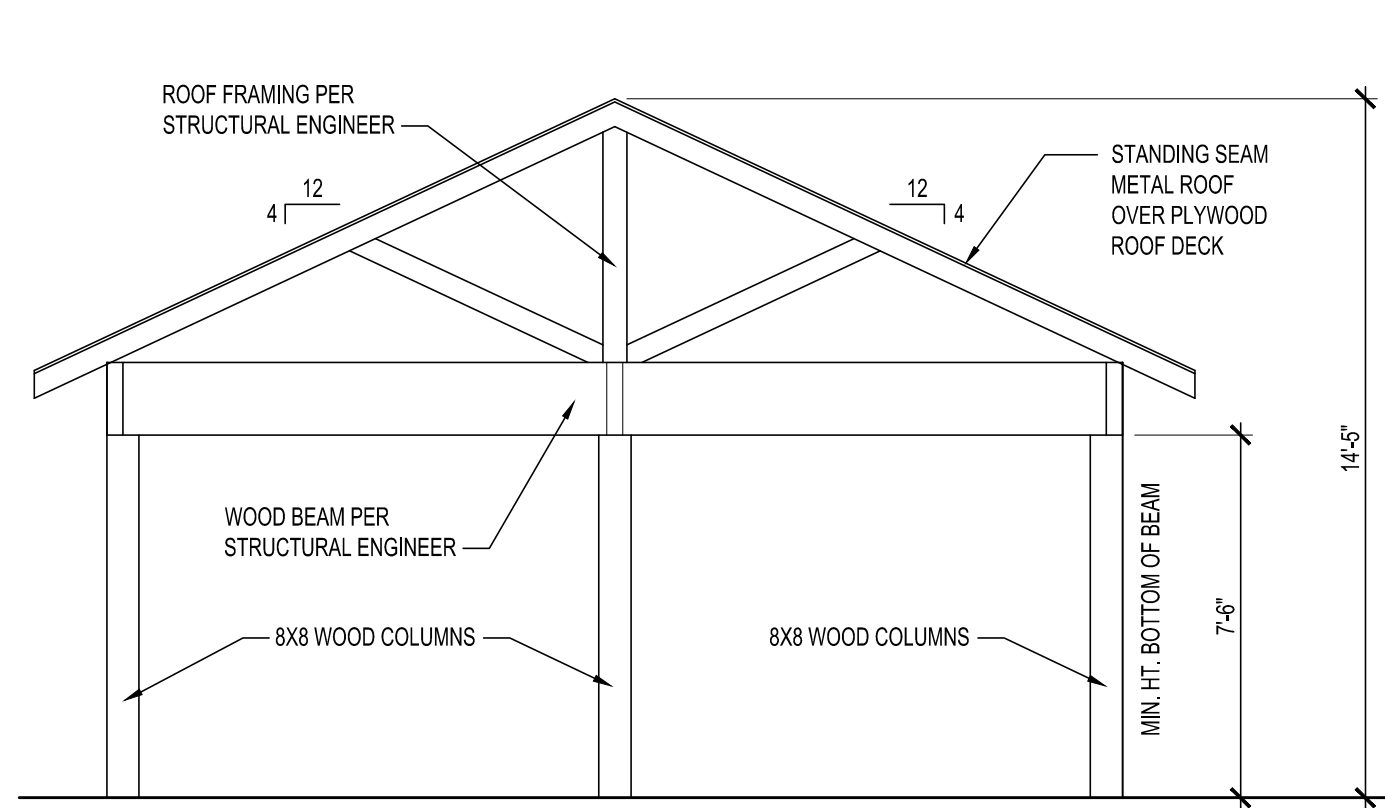 ROOF FRAMING PER
STRUCTURAL ENGINEER
STANDING SEAM
METAL ROOF
OVER PLYWOOD
ROOF DECK
12
4
12
4
14'-5"
WOOD BEAM PER
STRUCTURAL ENGINEER
MIN. HT. BOTTOM OF BEAM
7'-6"
8X8 WOOD COLUMNS
8X8 WOOD COLUMNS